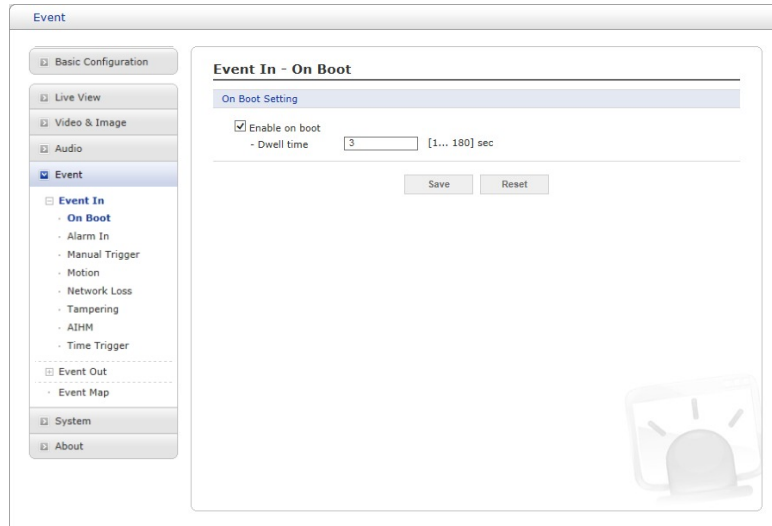 Event
Basic Configuration
Live View
Video & Image
Audio
Event
Event In
On Boot
Alarm In
Manual Trigger
Motion
Network Loss
Tampering
AIHM
Time Trigger
Event Out
Event Map
System
About
Event In - On Boot
On Boot Setting
Enable on boot
- Dwell time 3 [1... 180] sec
Save Reset